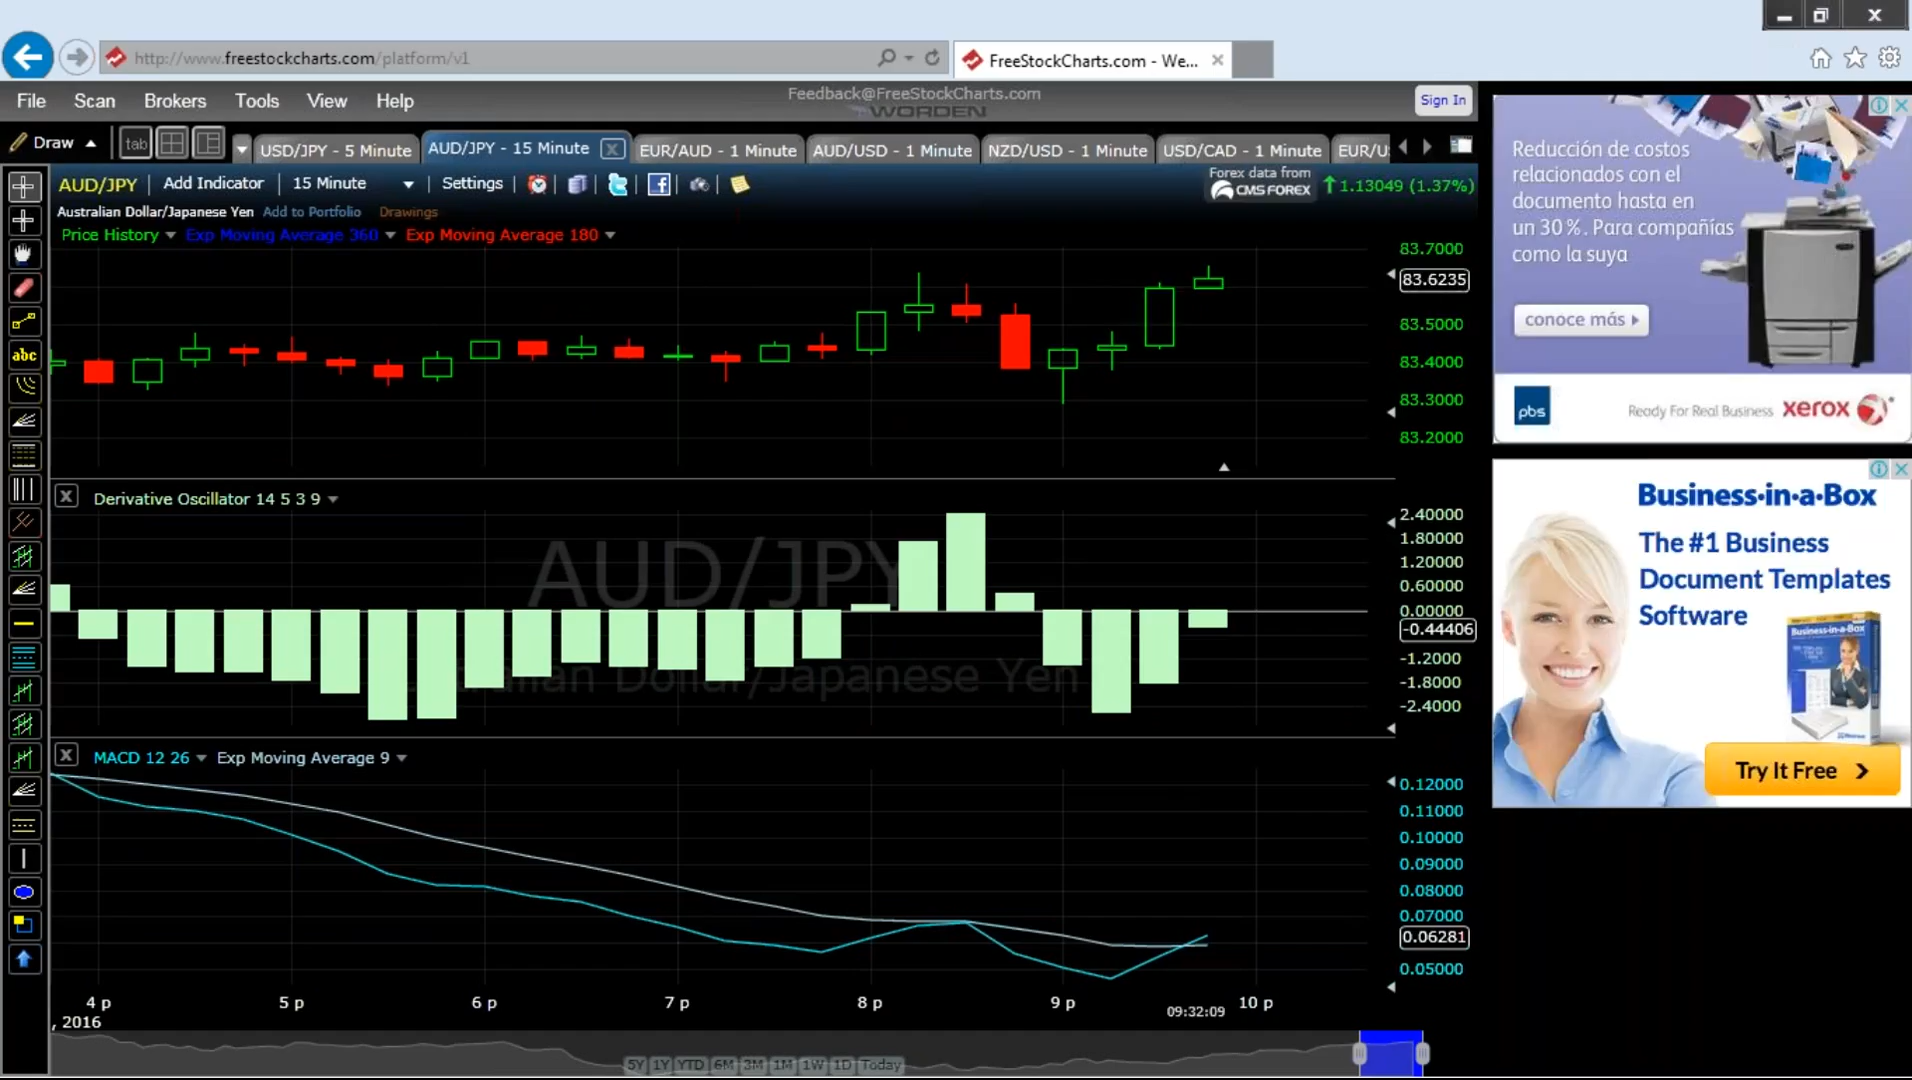 http://www.freestockcharts.com/platform/v1
FreeStockCharts.com - We...
File Scan Brokers Tools View Help
Feedback@FreeStockCharts.com
WORDEN
Sign In
Draw
tab
USD/JPY - 5 Minute
AUD/JPY - 15 Minute
EUR/AUD - 1 Minute
AUD/USD - 1 Minute
NZD/USD - 1 Minute
USD/CAD - 1 Minute
EUR/U
AUD/JPY Add Indicator 15 Minute Settings
Forex data from
CMS FOREX
1.13049 (1.37%)
Australian Dollar/Japanese Yen Add to Portfolio Drawings
Price History Exp Moving Average 360 Exp Moving Average 180
abc
83.7000
83.6235
83.5000
83.4000
83.3000
83.2000
Derivative Oscillator 14 5 3 9
AUD/JPY
Dollar/Japanese Yen
2.40000
1.80000
1.20000
0.60000
0.00000
-0.44406
-1.2000
-1.8000
-2.4000
MACD 12 26 Exp Moving Average 9
0.12000
0.11000
0.10000
0.09000
0.08000
0.07000
0.06281
0.05000
4 p 5 p 6 p 7 p 8 p 9 p 10 p
09:32:09
, 2016
5Y 1Y YTD 6M 3M 1M 1W 1D Today
Reducción de costos
relacionados con el
documento hasta en
un 30%. Para compañías
como la suya
conoce más
pbs
Ready For Real Business xerox
Business-in-a-Box
The #1 Business
Document Templates
Software
Business-in-a-Box
Try It Free